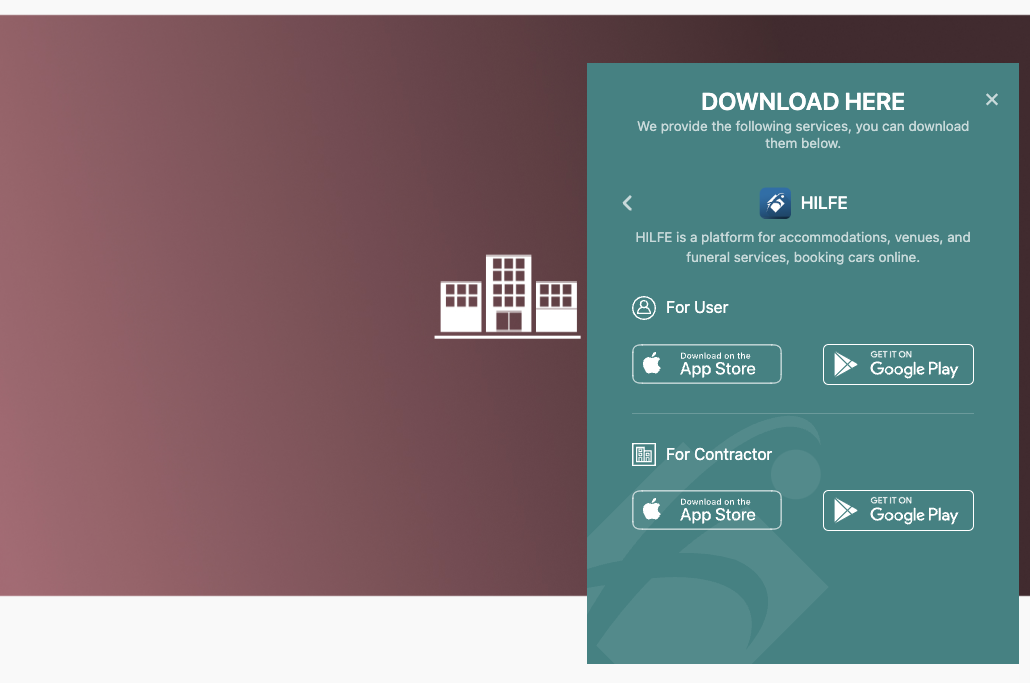 DOWNLOAD HERE
We provide the following services, you can download
them below.
HILFE
HILFE is a platform for accommodations, venues, and
funeral services, booking cars online.
For User
Download on the
App Store
GET IT ON
Google Play
For Contractor
Download on the
App Store
GET IT ON
Google Play